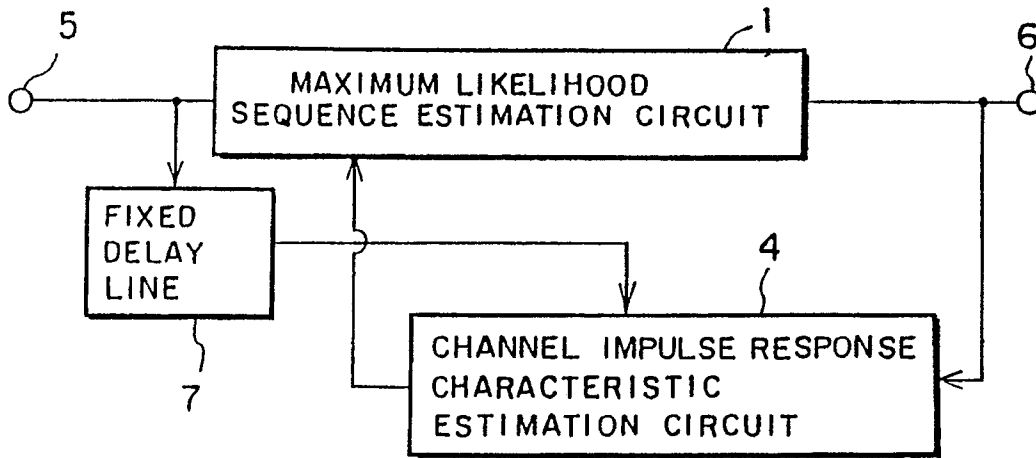 5
1
6
MAXIMUM LIKELIHOOD
SEQUENCE ESTIMATION CIRCUIT
FIXED
DELAY
LINE
7
4
CHANNEL IMPULSE RESPONSE
CHARACTERISTIC
ESTIMATION CIRCUIT